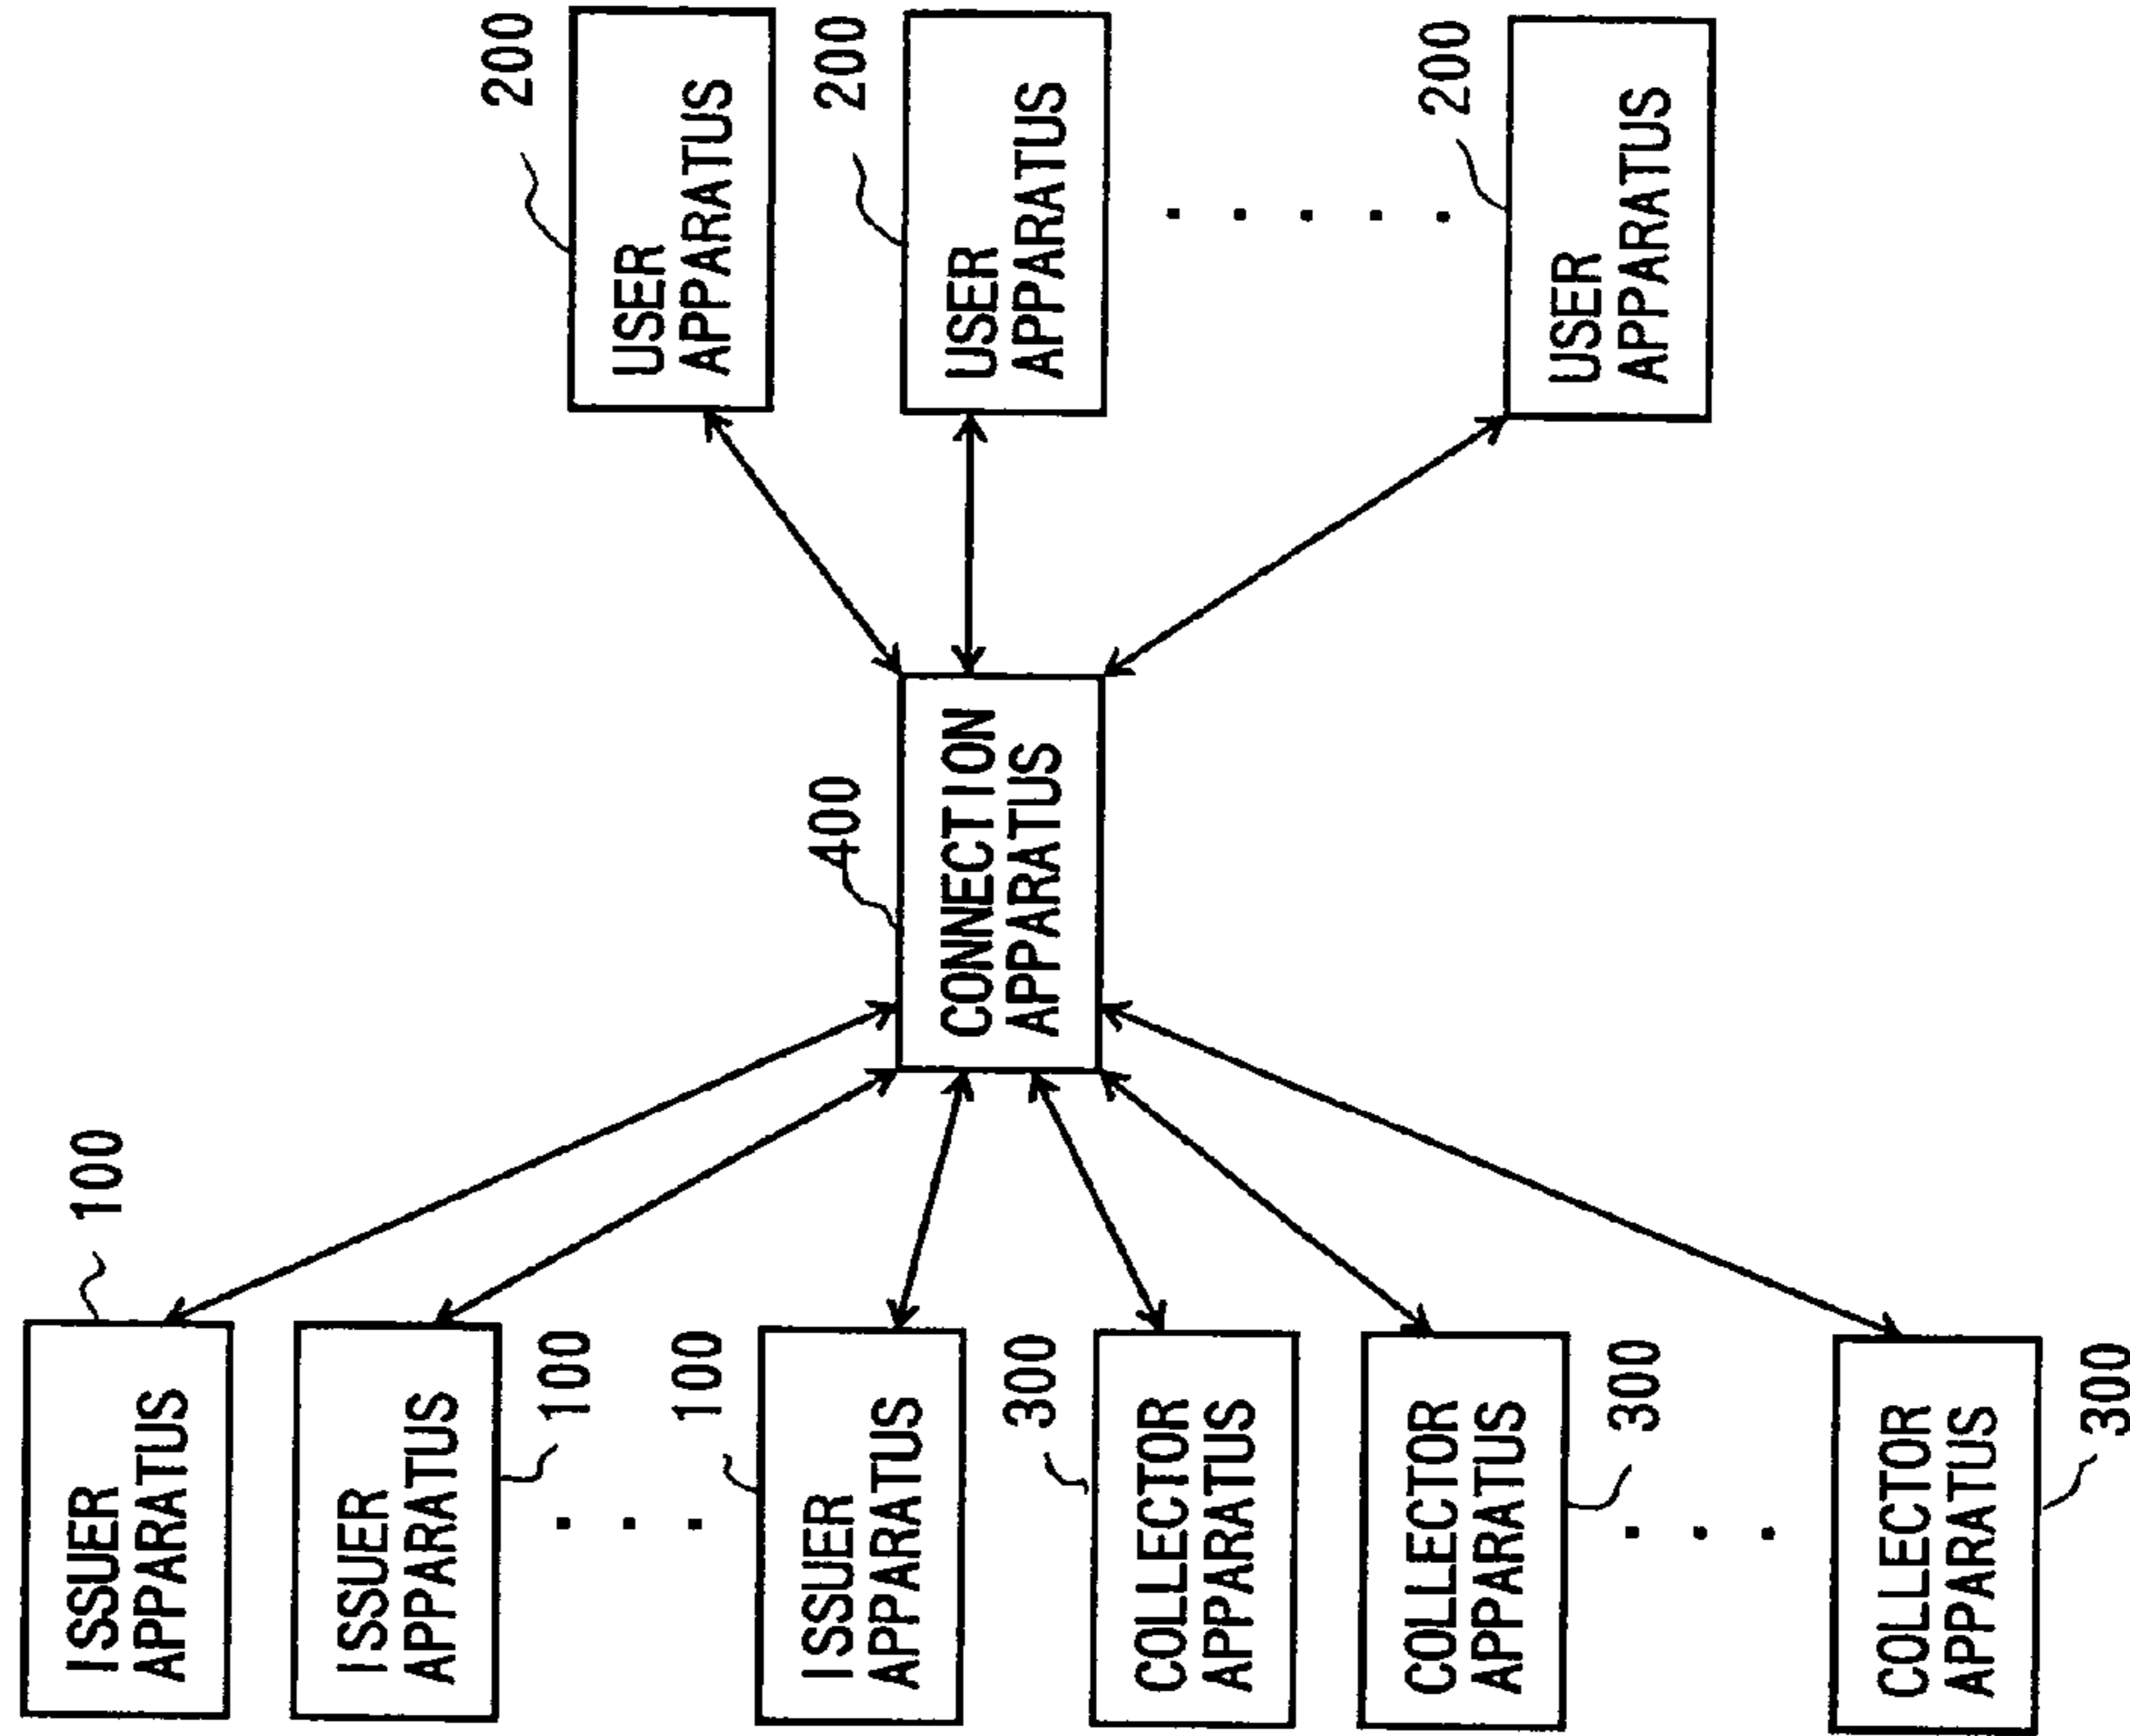 100
ISSUER
APPARATUS
ISSUER
APPARATUS
100
100
ISSUER
APPARATUS
300
COLLECTOR
APPARATUS
COLLECTOR
APPARATUS
300
COLLECTOR
APPARATUS
300
400
CONNECTION
APPARATUS
200
USER
APPARATUS
200
USER
APPARATUS
200
USER
APPARATUS